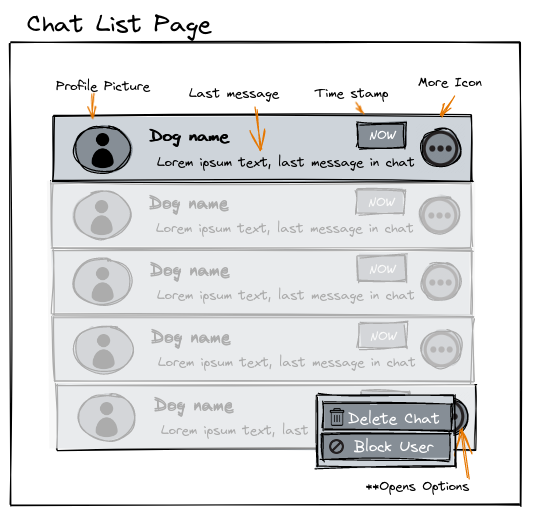 Chat List Page
Profile Picture
Last message
Time stamp
More Icon
Dog name
NOW
Lorem ipsum text, last message in chat
Dog name
NOW
Lorem ipsum text, last message in chat
Dog name
NOW
Lorem ipsum text, last message in chat
Dog name
NOW
Lorem ipsum text, last message in chat
Dog name
Lorem ipsum text, last
Delete Chat
Block User
**Opens Options